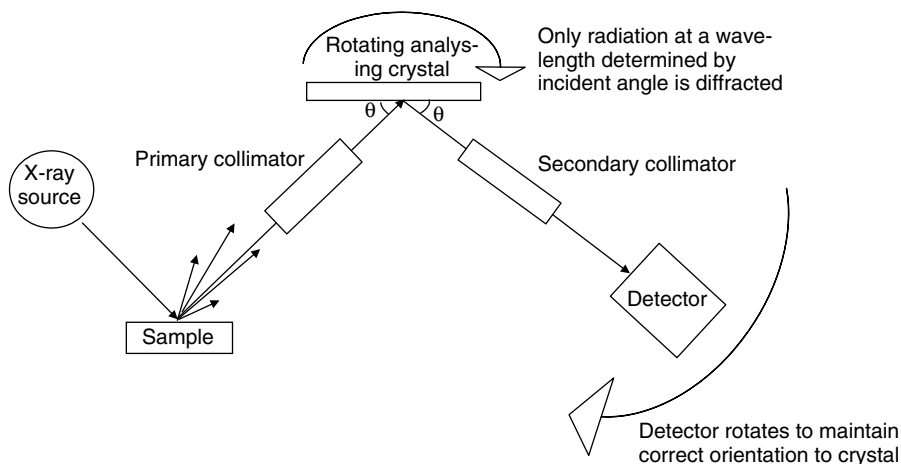 Rotating analys-
ing crystal
Only radiation at a wave-
length determined by
incident angle is diffracted
θ
θ
Primary collimator
Secondary collimator
X-ray
source
Detector
Sample
Detector rotates to maintain
correct orientation to crystal